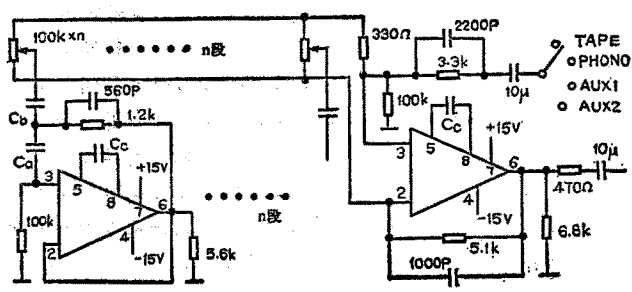 100k×n
n段
330Ω
2200P
3.3k
10μ
TAPE
PHONO
AUX1
AUX2
560P
1.2k
Cb
Ca
Cc
3
5
8
+15V
7
6
4
-15V
2
100k
5.6k
n段
100k
Cc
3
5
8
+15V
7
6
4
-15V
2
5.1k
1000P
10μ
470Ω
6.8k